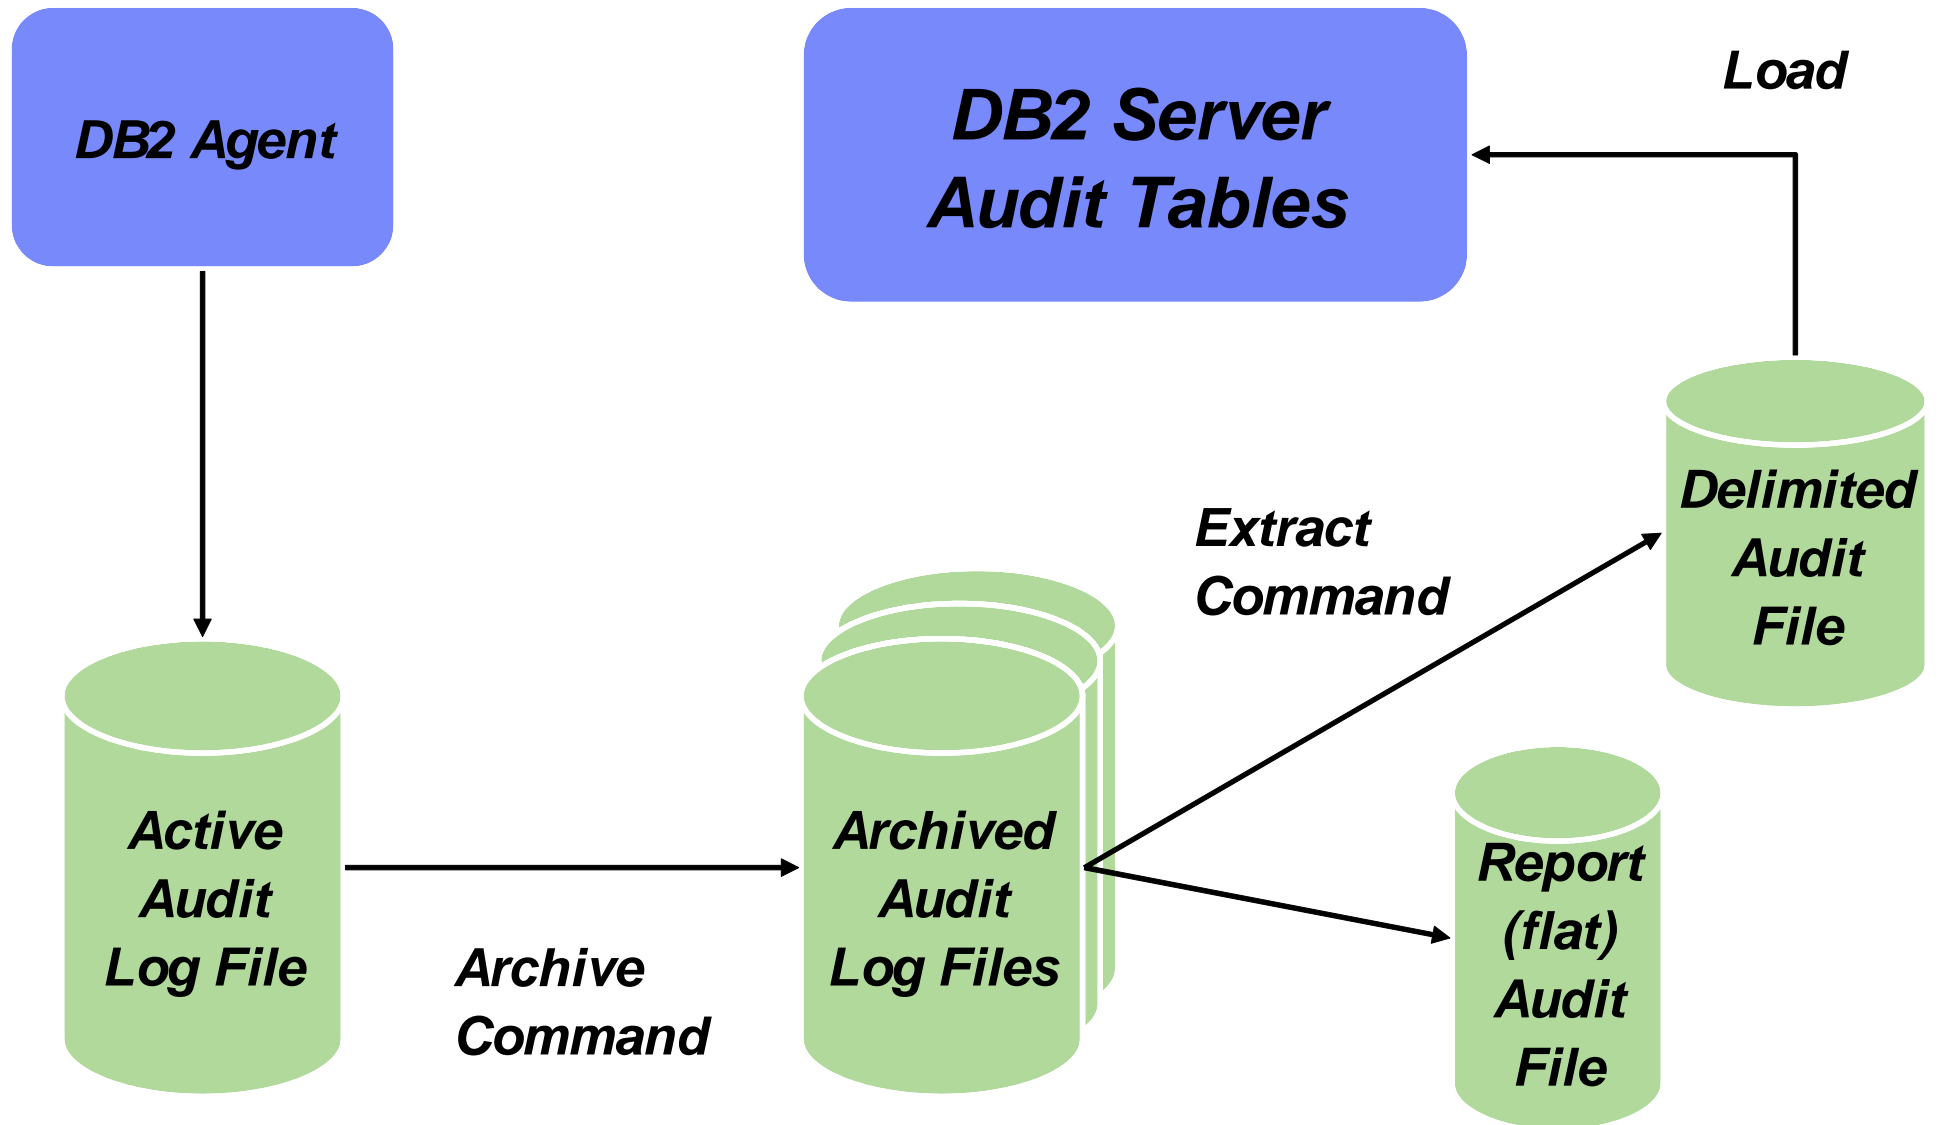 DB2 Agent
DB2 Server
Audit Tables
Load
Delimited
Audit
File
Extract
Command
Active
Audit
Log File
Archive
Command
Archived
Audit
Log Files
Report
(flat)
Audit
File